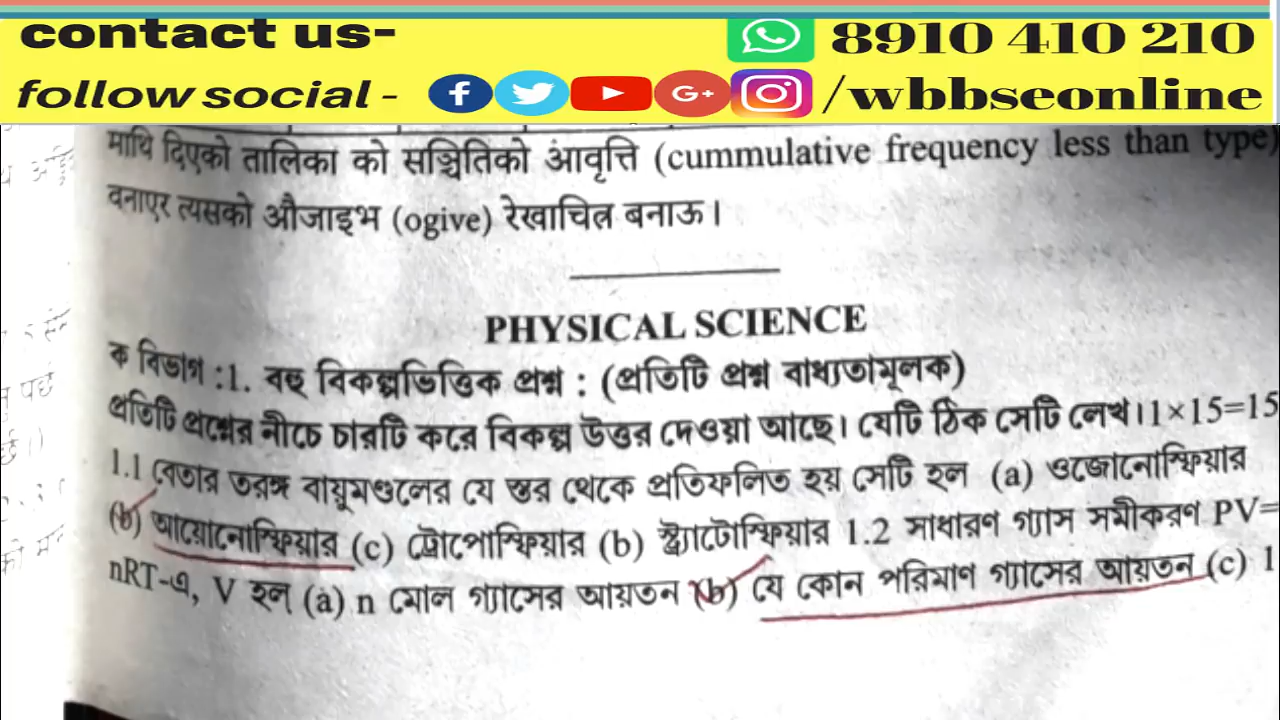 contact us-
8910 410 210
follow social -
/wbbseonline
माथि दिएको तालिका को सञ्चितिको आवृत्ति (cummulative frequency less than type)
वनाएर त्यसको औजाइभ (ogive) रेखाचित्र बनाऊ।
PHYSICAL SCIENCE
ক বিভাগ :1. বহু বিকল্পভিত্তিক প্রশ্ন : (প্রতিটি প্রশ্ন বাধ্যতামূলক)
প্রতিটি প্রশ্নের নীচে চারটি করে বিকল্প উত্তর দেওয়া আছে। যেটি ঠিক সেটি লেখ।1×15=15
1.1 বেতার তরঙ্গ বায়ুমণ্ডলের যে স্তর থেকে প্রতিফলিত হয় সেটি হল (a) ওজোনোস্ফিয়ার
(b) আয়োনোস্ফিয়ার (c) ট্রোপোস্ফিয়ার (b) স্ট্র্যাটোস্ফিয়ার 1.2 সাধারণ গ্যাস সমীকরণ PV=
nRT-এ, V হল (a) n মোল গ্যাসের আয়তন (b) যে কোন পরিমাণ গ্যাসের আয়তন (c) 1